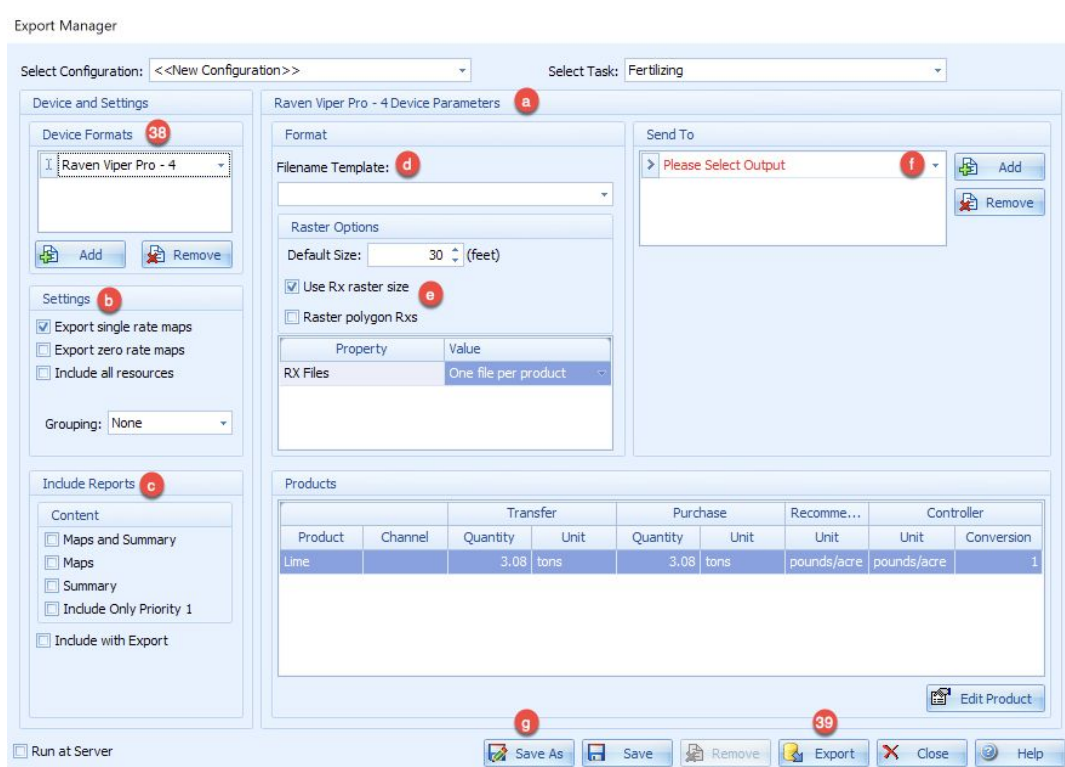 Export Manager
Select Configuration: <<New Configuration>> Select Task: Fertilizing
Device and Settings
Device Formats 38
Raven Viper Pro - 4
Add Remove
Settings b
Export single rate maps
Export zero rate maps
Include all resources
Grouping: None
Include Reports c
Content
Maps and Summary
Maps
Summary
Include Only Priority 1
Include with Export
Raven Viper Pro - 4 Device Parameters a
Format
Filename Template: d
Raster Options
Default Size: 30 (feet)
Use Rx raster size e
Raster polygon Rxs
Property Value
RX Files One file per product
Send To
Please Select Output f
Add
Remove
Products
Transfer Purchase Recomme... Controller
Product Channel Quantity Unit Quantity Unit Unit Unit Conversion
Lime 3.08 tons 3.08 tons pounds/acre pounds/acre 1
Edit Product
g 39
Run at Server Save As Save Remove Export Close Help